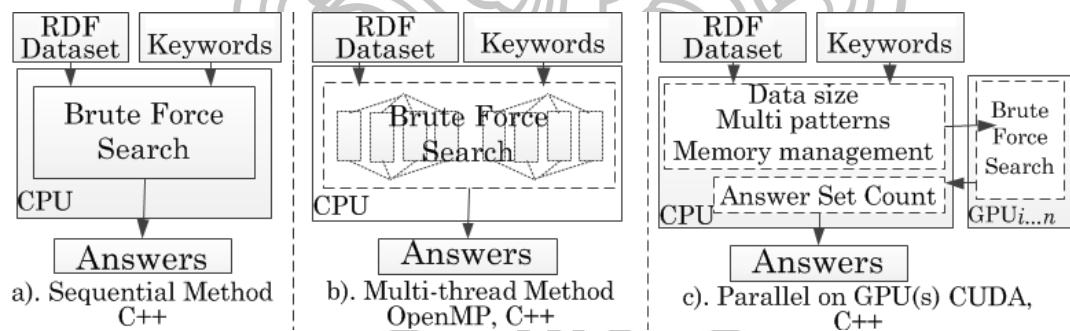 RDF
Dataset
Keywords
Brute Force
Search
CPU
Answers
a). Sequential Method
C++
RDF
Dataset
Keywords
Brute Force
Search
CPU
Answers
b). Multi-thread Method
OpenMP, C++
RDF
Dataset
Keywords
Data size
Multi patterns
Memory management
Brute
Force
Search
Answer Set Count
CPU
GPUi...n
Answers
c). Parallel on GPU(s) CUDA,
C++